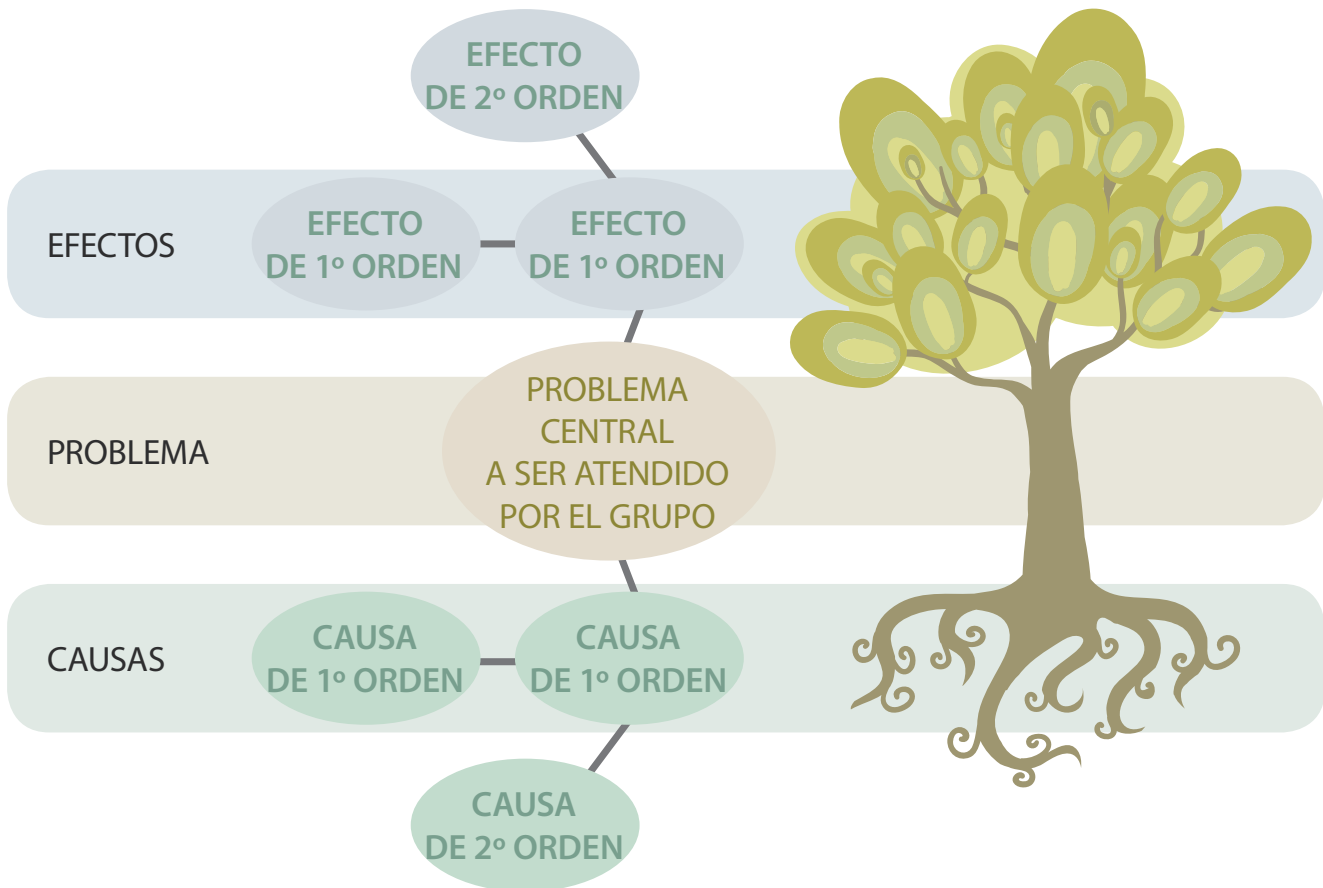 EFECTO
DE 2º ORDEN
EFECTOS
EFECTO
DE 1º ORDEN
EFECTO
DE 1º ORDEN
PROBLEMA
PROBLEMA
CENTRAL
A SER ATENDIDO
POR EL GRUPO
CAUSAS
CAUSA
DE 1º ORDEN
CAUSA
DE 1º ORDEN
CAUSA
DE 2º ORDEN